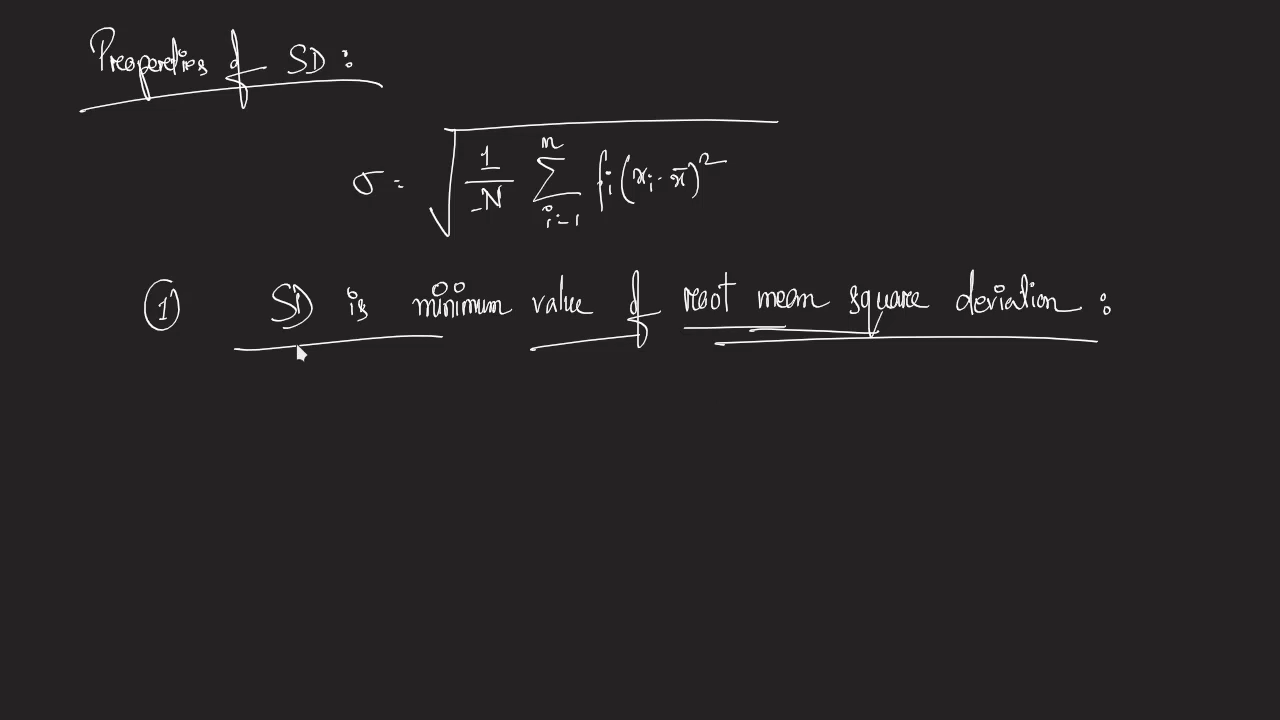 Properties of SD :
σ = √(1/N ∑_{i=1}^{n} f_i (x_i - x̄)^2)
① SD is minimum value of root mean square deviation :